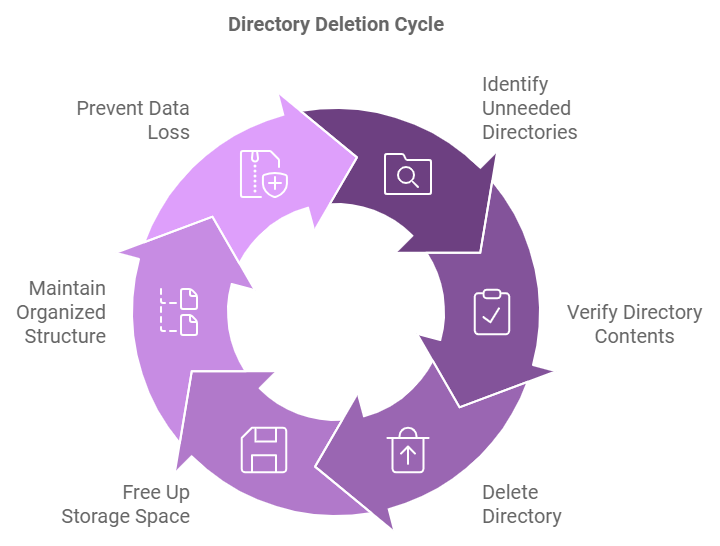 Directory Deletion Cycle
Identify
Unneeded
Directories
Verify Directory
Contents
Delete
Directory
Free Up
Storage Space
Maintain
Organized
Structure
Prevent Data
Loss